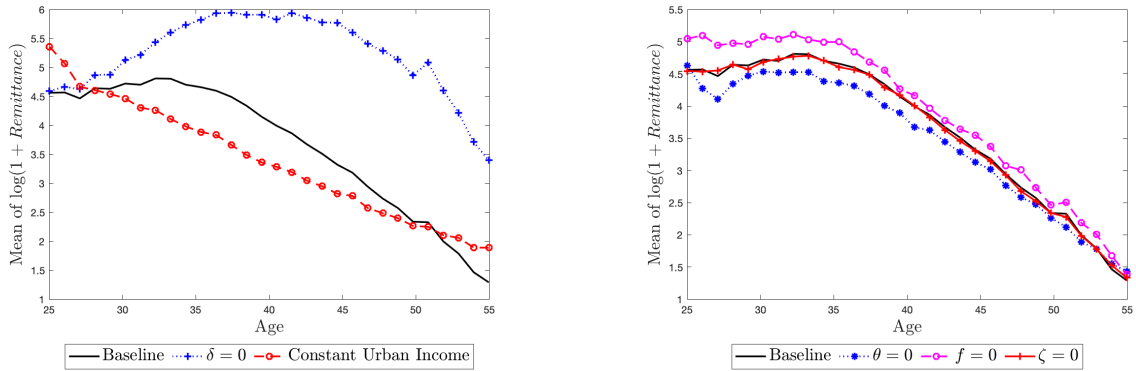 Mean of log(1 + Remittance)
6
5.5
5
4.5
4
3.5
3
2.5
2
1.5
1
25 30 35 40 45 50 55
Age
Baseline δ = 0 Constant Urban Income
Mean of log(1 + Remittance)
5.5
5
4.5
4
3.5
3
2.5
2
1.5
1
25 30 35 40 45 50 55
Age
Baseline θ = 0 f = 0 ζ = 0